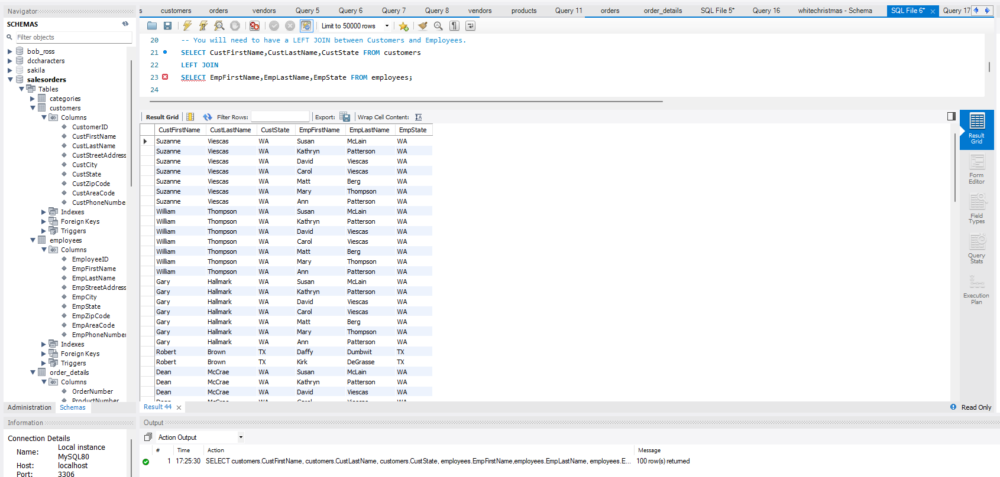 Navigator
SCHEMAS
Filter objects
bob_ross
dccharacters
sakila
salesorders
Tables
categories
customers
Columns
CustomerID
CustFirstName
CustLastName
CustStreetAddress
CustCity
CustState
CustZipCode
CustAreaCode
CustPhoneNumbe
Indexes
Foreign Keys
Triggers
employees
Columns
EmployeeID
EmpFirstName
EmpLastName
EmpStreetAddress
EmpCity
EmpState
EmpZipCode
EmpAreaCode
EmpPhoneNumber
Indexes
Foreign Keys
Triggers
order_details
Columns
OrderNumber
ProductNumber
Administration Schemas
Information
Connection Details
Name: Local instance MySQL80
Host: localhost
Port: 3306
s customers orders vendors Query 5 Query 6 Query 7 Query 8 vendors products Query 11 orders order_details SQL File 5* Query 16 whitechristmas - Schema SQL File 6* Query 17
Limit to 50000 rows
20 -- You will need to have a LEFT JOIN between Customers and Employees.
21 SELECT CustFirstName,CustLastName,CustState FROM customers
22 LEFT JOIN
23 SELECT EmpFirstName,EmpLastName,EmpState FROM employees;
24
Result Grid Filter Rows: Export: Wrap Cell Content:
CustFirstName CustLastName CustState EmpFirstName EmpLastName EmpState
Suzanne Viescas WA Susan McLain WA
Suzanne Viescas WA Kathryn Patterson WA
Suzanne Viescas WA David Viescas WA
Suzanne Viescas WA Carol Viescas WA
Suzanne Viescas WA Matt Berg WA
Suzanne Viescas WA Mary Thompson WA
Suzanne Viescas WA Ann Patterson WA
William Thompson WA Susan McLain WA
William Thompson WA Kathryn Patterson WA
William Thompson WA David Viescas WA
William Thompson WA Carol Viescas WA
William Thompson WA Matt Berg WA
William Thompson WA Mary Thompson WA
William Thompson WA Ann Patterson WA
Gary Hallmark WA Susan McLain WA
Gary Hallmark WA Kathryn Patterson WA
Gary Hallmark WA David Viescas WA
Gary Hallmark WA Carol Viescas WA
Gary Hallmark WA Matt Berg WA
Gary Hallmark WA Mary Thompson WA
Gary Hallmark WA Ann Patterson WA
Robert Brown TX Daffy Dumbwit TX
Robert Brown TX Kirk DeGrasse TX
Dean McCrae WA Susan McLain WA
Dean McCrae WA Kathryn Patterson WA
Dean McCrae WA David Viescas WA
Dean McCrae WA Carol Viescas WA
Result Grid
Form Editor
Field Types
Query Stats
Execution Plan
Result 44
Read Only
Output
Action Output
# Time Action Message
1 17:25:30 SELECT customers.CustFirstName, customers.CustLastName, customers.CustState, employees.EmpFirstName,employees.EmpLastName, employees.E... 100 row(s) returned